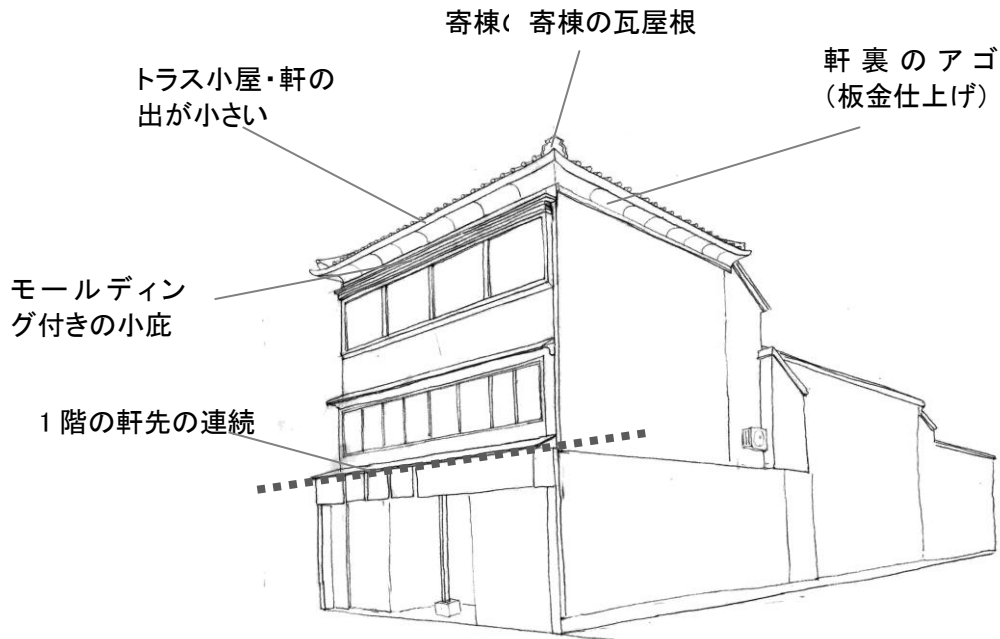 寄棟の瓦屋根
トラス小屋・軒の
出が小さい
軒裏のアゴ
（板金仕上げ）
モールディン
グ付きの小庇
1階の軒先の連続